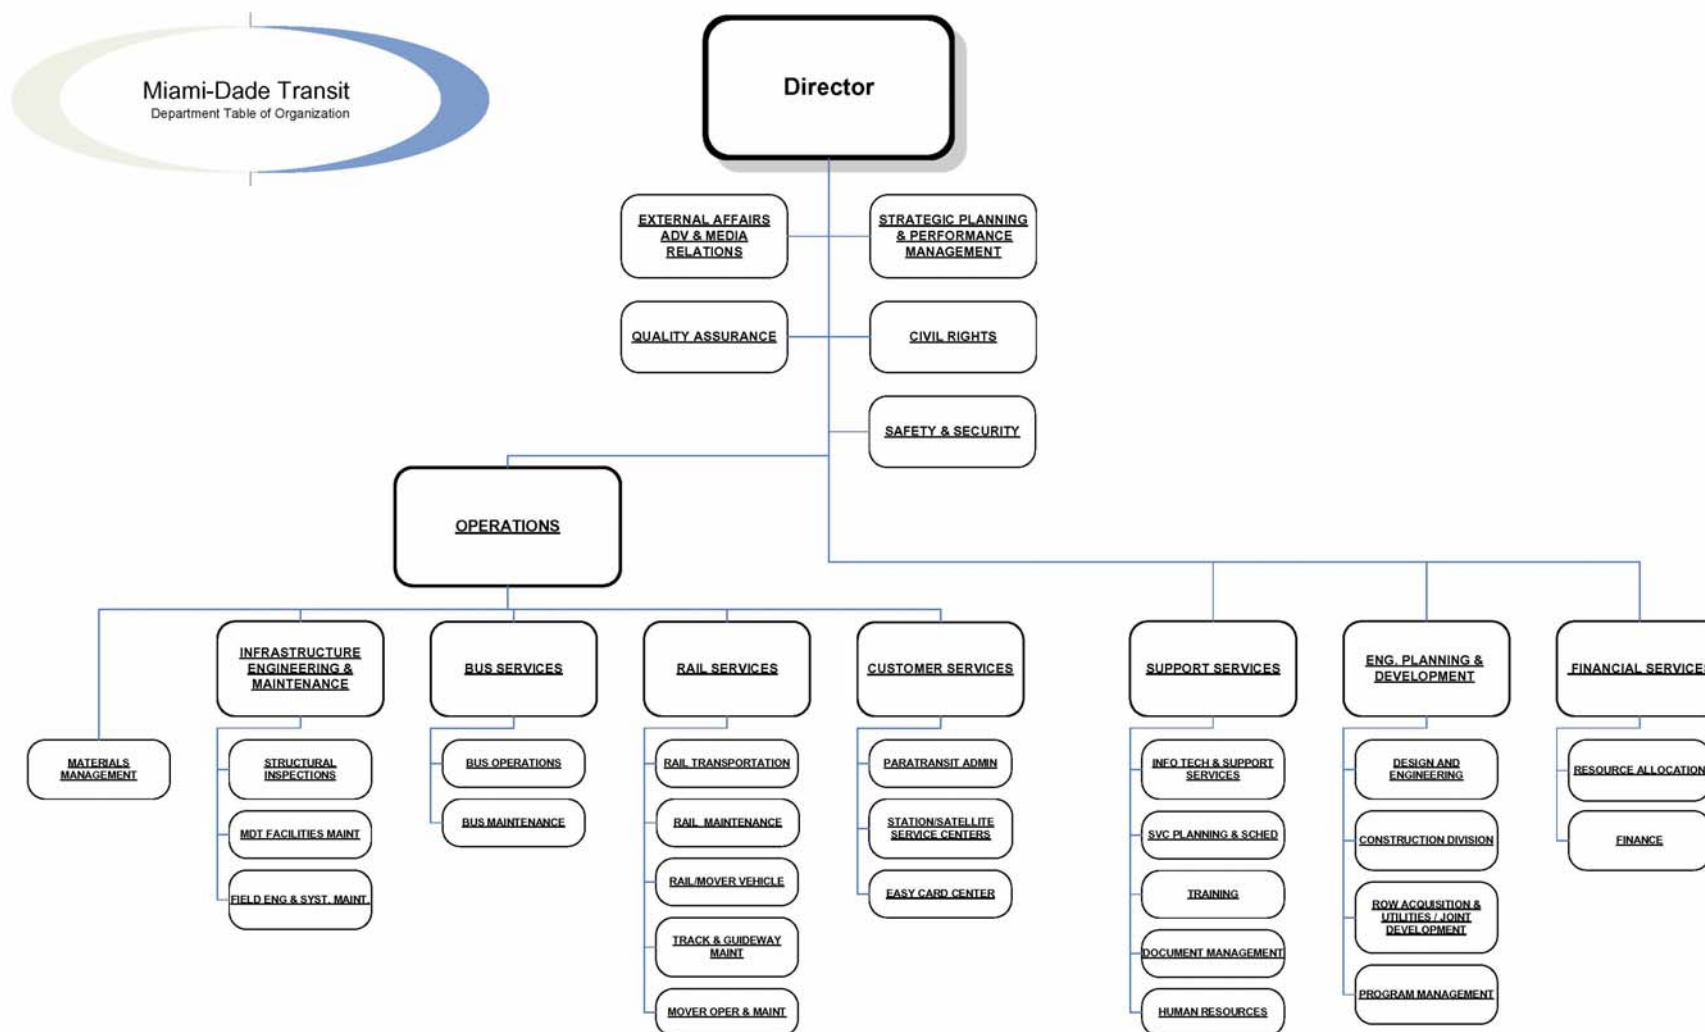 Miami-Dade Transit
Department Table of Organization
Director
EXTERNAL AFFAIRS
ADV & MEDIA
RELATIONS
STRATEGIC PLANNING
& PERFORMANCE
MANAGEMENT
QUALITY ASSURANCE
CIVIL RIGHTS
SAFETY & SECURITY
OPERATIONS
INFRASTRUCTURE
ENGINEERING &
MAINTENANCE
BUS SERVICES
RAIL SERVICES
CUSTOMER SERVICES
SUPPORT SERVICES
ENG. PLANNING &
DEVELOPMENT
FINANCIAL SERVICES
MATERIALS
MANAGEMENT
STRUCTURAL
INSPECTIONS
MDT FACILITIES MAINT
FIELD ENG & SYST. MAINT.
BUS OPERATIONS
BUS MAINTENANCE
RAIL TRANSPORTATION
RAIL MAINTENANCE
RAIL/MOVER VEHICLE
TRACK & GUIDEWAY
MAINT
MOVER OPER & MAINT
PARATRANSIT ADMIN
STATION/SATELLITE
SERVICE CENTERS
EASY CARD CENTER
INFO TECH & SUPPORT
SERVICES
SVC PLANNING & SCHED
TRAINING
DOCUMENT MANAGEMENT
HUMAN RESOURCES
DESIGN AND
ENGINEERING
CONSTRUCTION DIVISION
ROW ACQUISITION &
UTILITIES / JOINT
DEVELOPMENT
PROGRAM MANAGEMENT
RESOURCE ALLOCATION
FINANCE